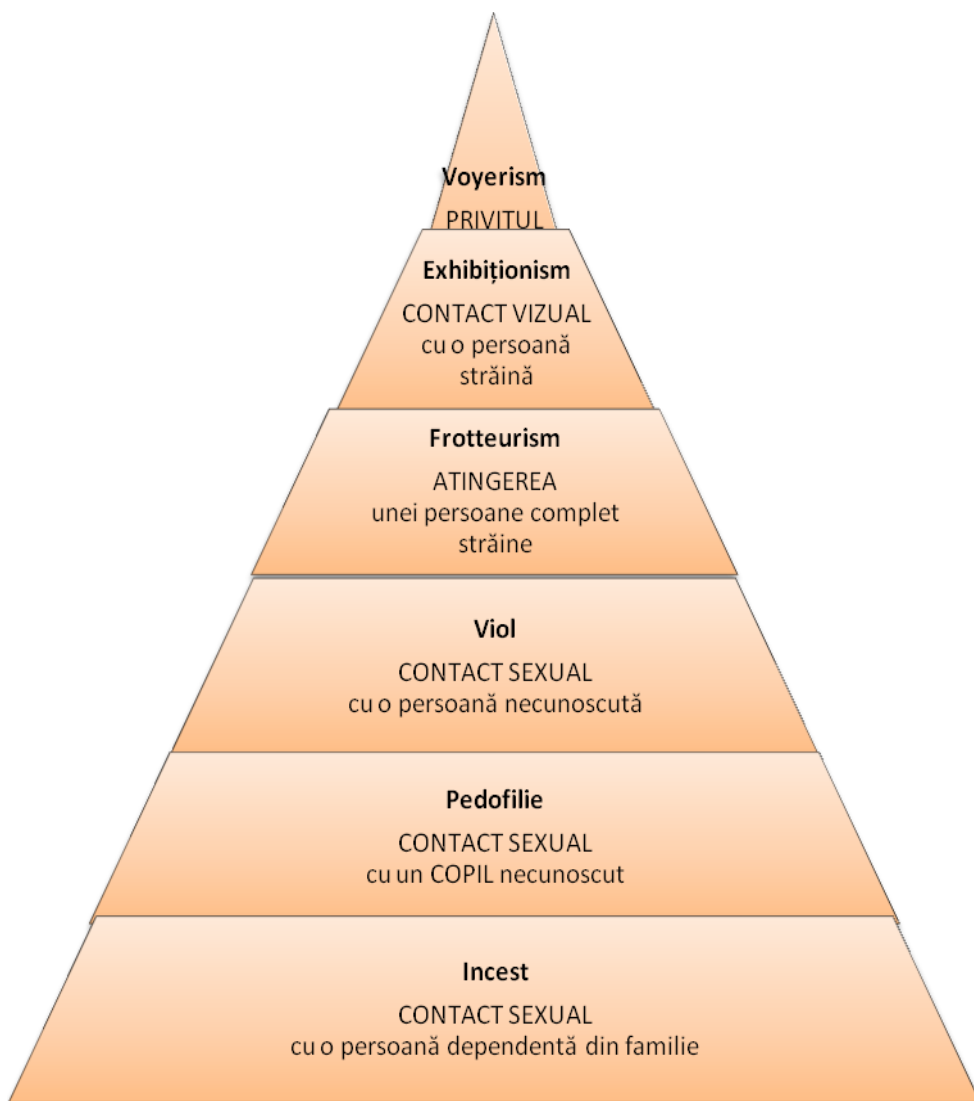 Voyerism
PRIVITUL
Exhibiționism
CONTACT VIZUAL
cu o persoană
străină
Frotteurism
ATINGEREA
unei persoane complet
străine
Viol
CONTACT SEXUAL
cu o persoană necunoscută
Pedofilie
CONTACT SEXUAL
cu un COPIL necunoscut
Incest
CONTACT SEXUAL
cu o persoană dependentă din familie